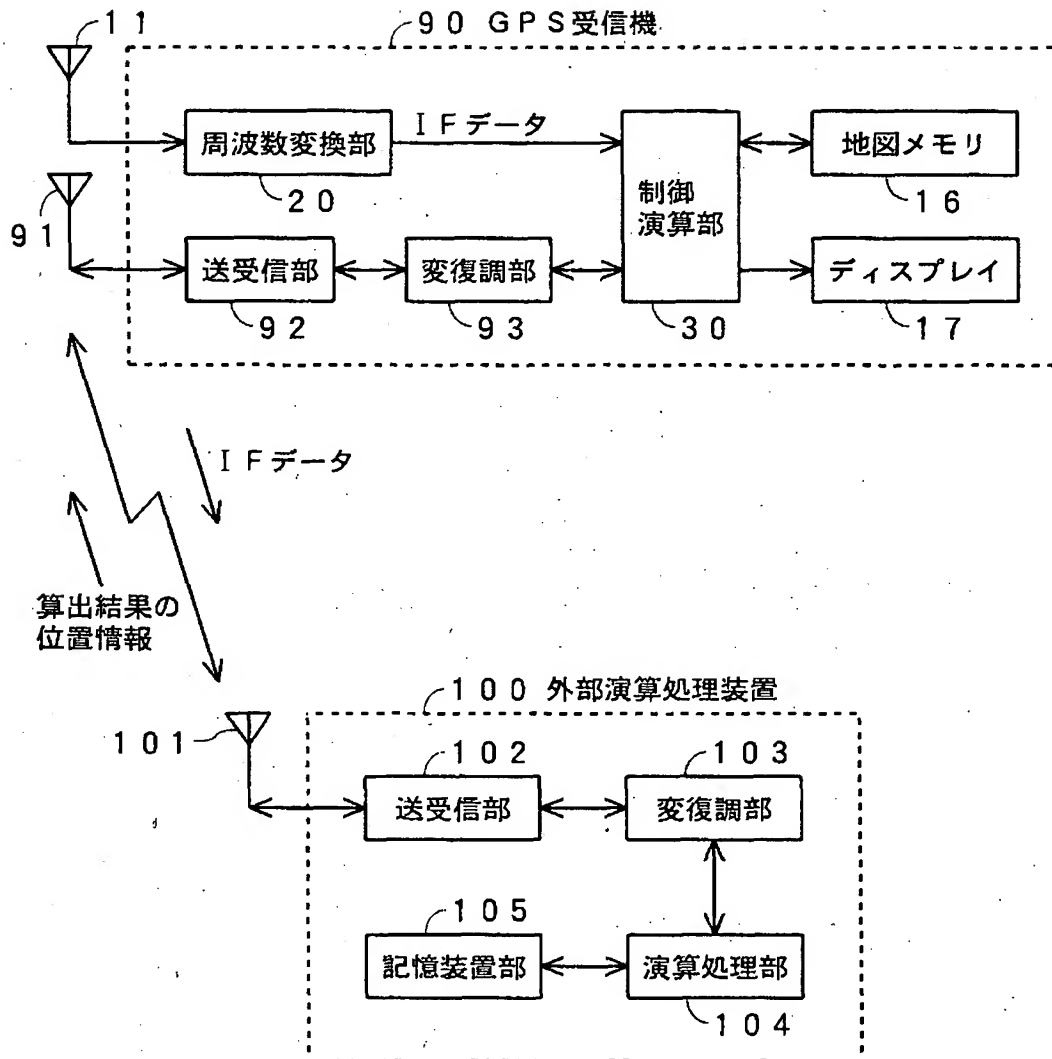 11
90 GPS受信機
周波数変換部
IFデータ
制御
演算部
地図メモリ
20
16
91
送受信部
変復調部
ディスプレイ
92
93
30
17
IFデータ
算出結果の
位置情報
100 外部演算処理装置
101
102
103
送受信部
変復調部
105
記憶装置部
演算処理部
104